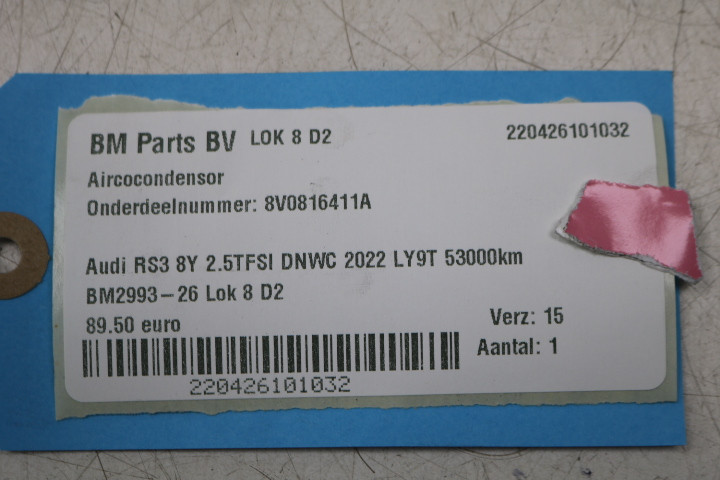 BM Parts BV LOK 8 D2 220426101032
Aircocondensor
Onderdeelnummer: 8V0816411A
Audi RS3 8Y 2.5TFSI DNWC 2022 LY9T 53000km
BM2993-26 Lok 8 D2
89.50 euro Verz: 15
Aantal: 1
220426101032